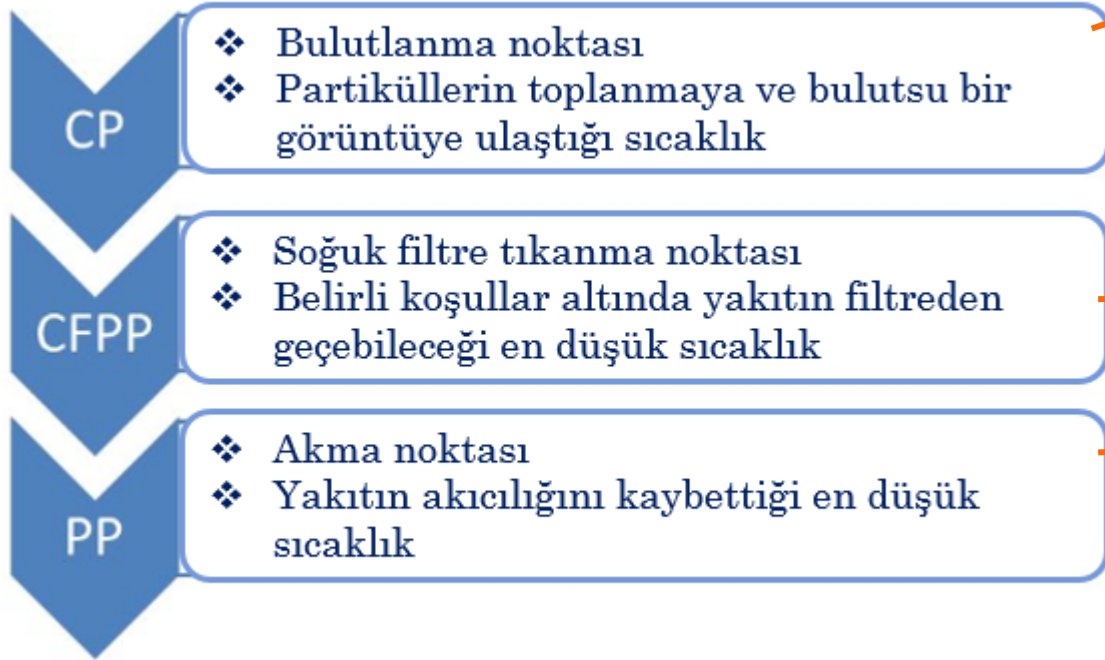 CP
❖ Bulutlanma noktası
❖ Partiküllerin toplanmaya ve bulutsu bir
görüntüye ulaştığı sıcaklık
CFPP
❖ Soğuk filtre tıkanma noktası
❖ Belirli koşullar altında yakıtın filtreden
geçebileceği en düşük sıcaklık
PP
❖ Akma noktası
❖ Yakıtın akıcılığını kaybettiği en düşük
sıcaklık